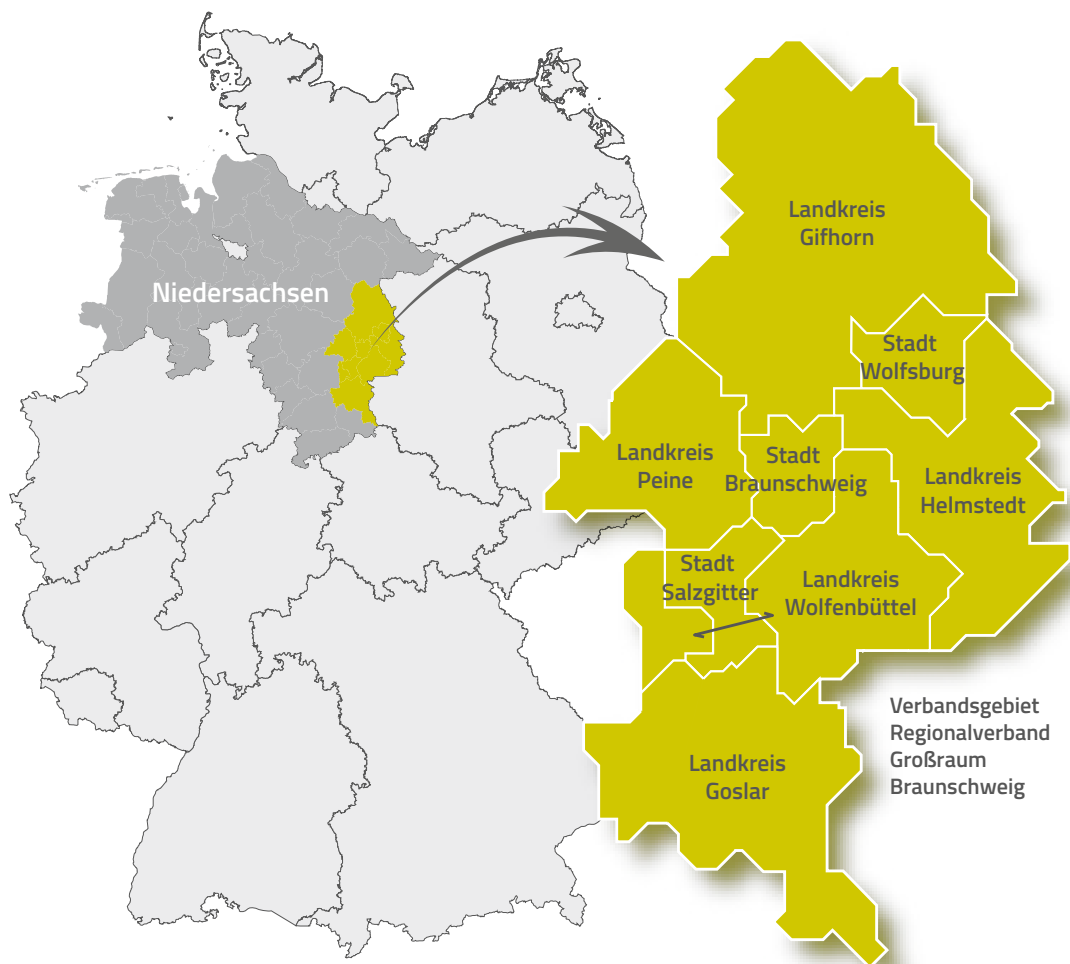 Niedersachsen
Landkreis
Gifhorn
Stadt
Wolfsburg
Landkreis
Peine
Stadt
Braunschweig
Landkreis
Helmstedt
Stadt
Salzgitter
Landkreis
Wolfenbüttel
Landkreis
Goslar
Verbandsgebiet
Regionalverband
Großraum
Braunschweig